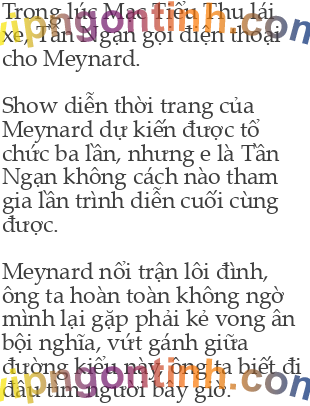 Trong lúc Mạc Tiểu Thu lái
xe, Tần Ngạn gọi điện thoại
cho Meynard.
Show diễn thời trang của
Meynard dự kiến được tổ
chức ba lần, nhưng e là Tần
Ngạn không cách nào tham
gia lần trình diễn cuối cùng
được.
Meynard nổi trận lôi đình,
ông ta hoàn toàn không ngờ
mình lại gặp phải kẻ vong ân
bội nghĩa, vứt gánh giữa
đường kiểu này, ông ta biết đi
đâu tìm người bây giờ.
vipngontinh.com
vipngontinh.com